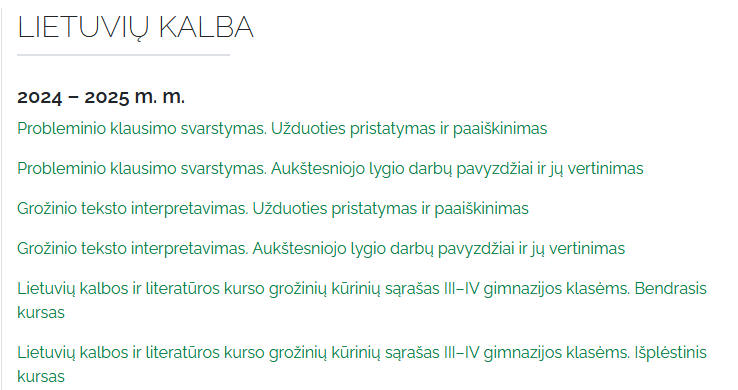 LIETUVIŲ KALBA
2024 – 2025 m. m.
Probleminio klausimo svarstymas. Užduoties pristatymas ir paaiškinimas
Probleminio klausimo svarstymas. Aukštesniojo lygio darbų pavyzdžiai ir jų vertinimas
Grožinio teksto interpretavimas. Užduoties pristatymas ir paaiškinimas
Grožinio teksto interpretavimas. Aukštesniojo lygio darbų pavyzdžiai ir jų vertinimas
Lietuvių kalbos ir literatūros kurso grožinių kūrinių sąrašas III–IV gimnazijos klasėms. Bendrasis
kursas
Lietuvių kalbos ir literatūros kurso grožinių kūrinių sąrašas III–IV gimnazijos klasėms. Išplėstinis
kursas